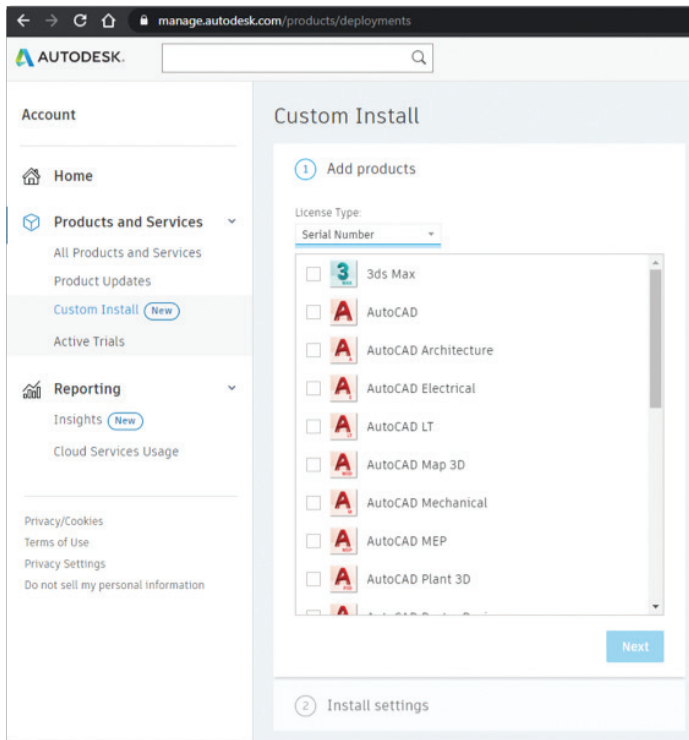 manage.autodesk.com/products/deployments
AUTODESK.
Account
Home
Products and Services
All Products and Services
Product Updates
Custom Install New
Active Trials
Reporting
Insights New
Cloud Services Usage
Privacy/Cookies
Terms of Use
Privacy Settings
Do not sell my personal information
Custom Install
1 Add products
License Type:
Serial Number
3ds Max
AutoCAD
AutoCAD Architecture
AutoCAD Electrical
AutoCAD LT
AutoCAD Map 3D
AutoCAD Mechanical
AutoCAD MEP
AutoCAD Plant 3D
Next
2 Install settings